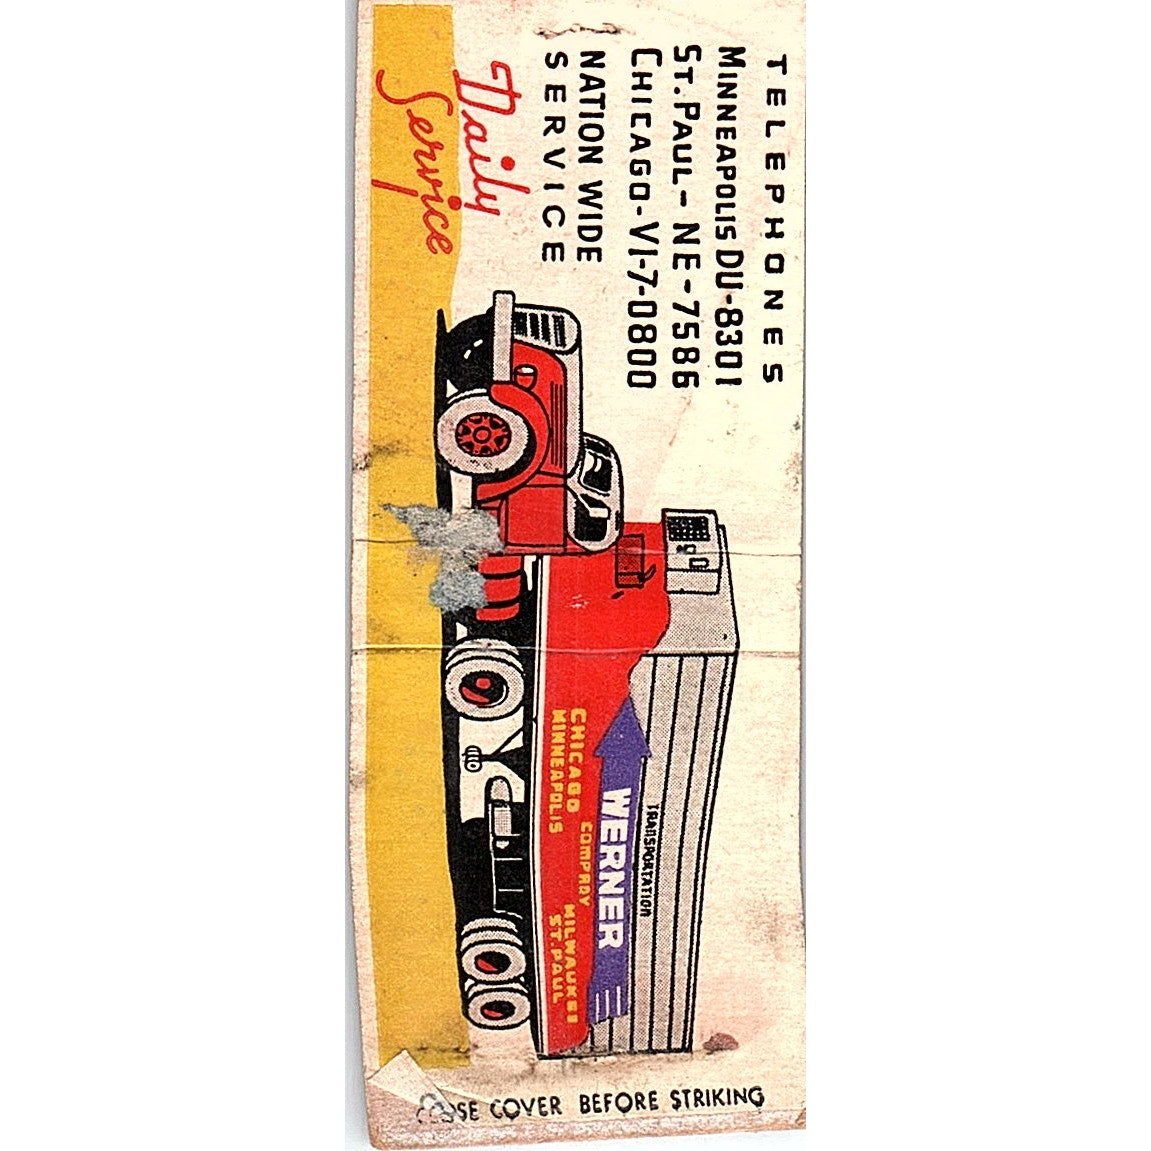 TELEPHONES
MINNEAPOLIS DU-8301
ST. PAUL - NE-7586
CHICAGO-VI-7-0800
NATION WIDE
SERVICE
Daily
Service
TRANSPORTATION
WERNER
COMPANY
CHICAGO
MINNEAPOLIS
MILWAUKEE
ST. PAUL
COVER BEFORE STRIKING